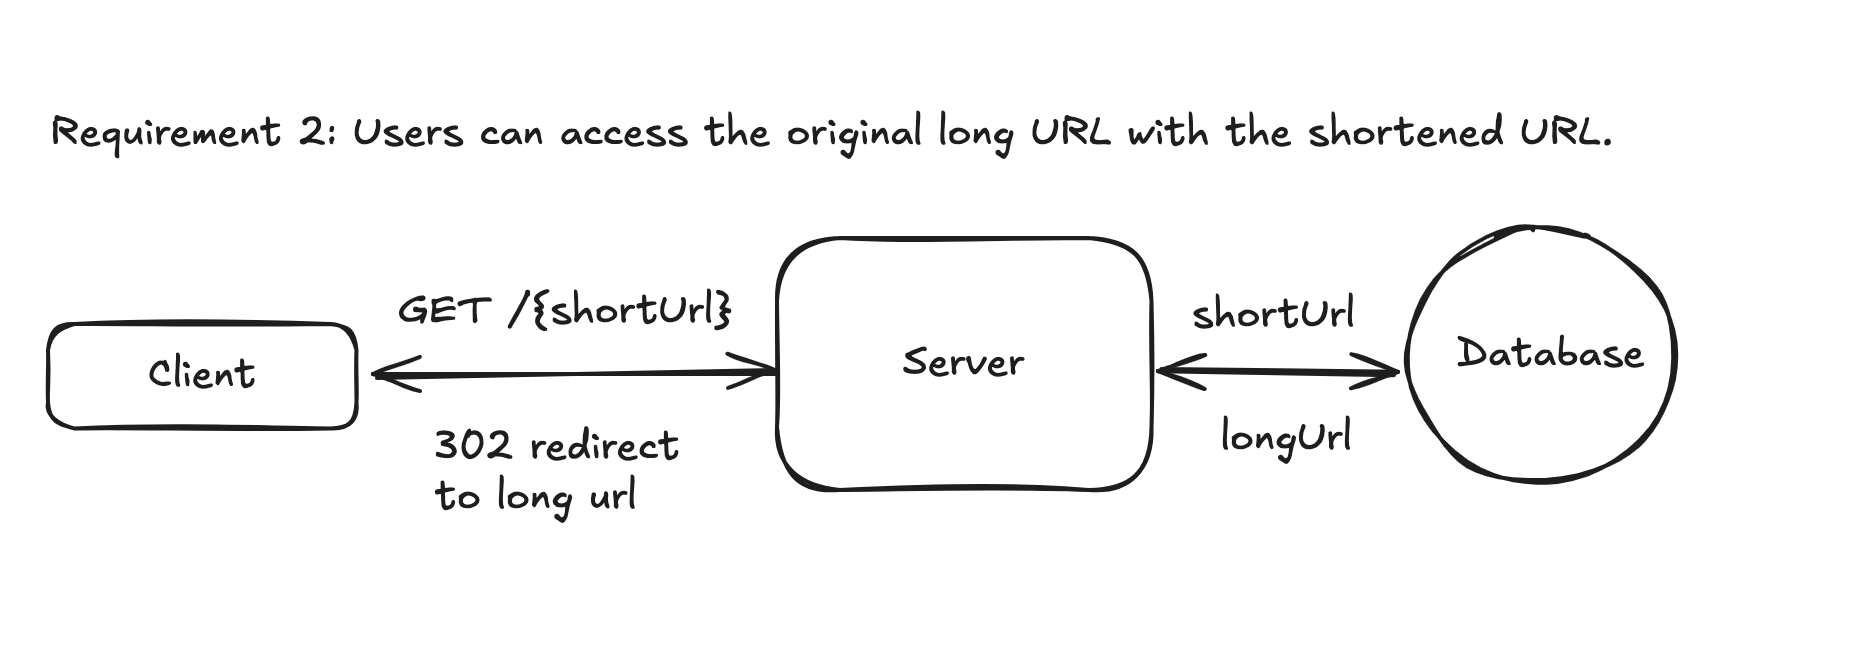 Requirement 2: Users can access the original long URL with the shortened URL.
GET /{shortUrl}
shortUrl
Client
Server
Database
302 redirect
to long url
longUrl